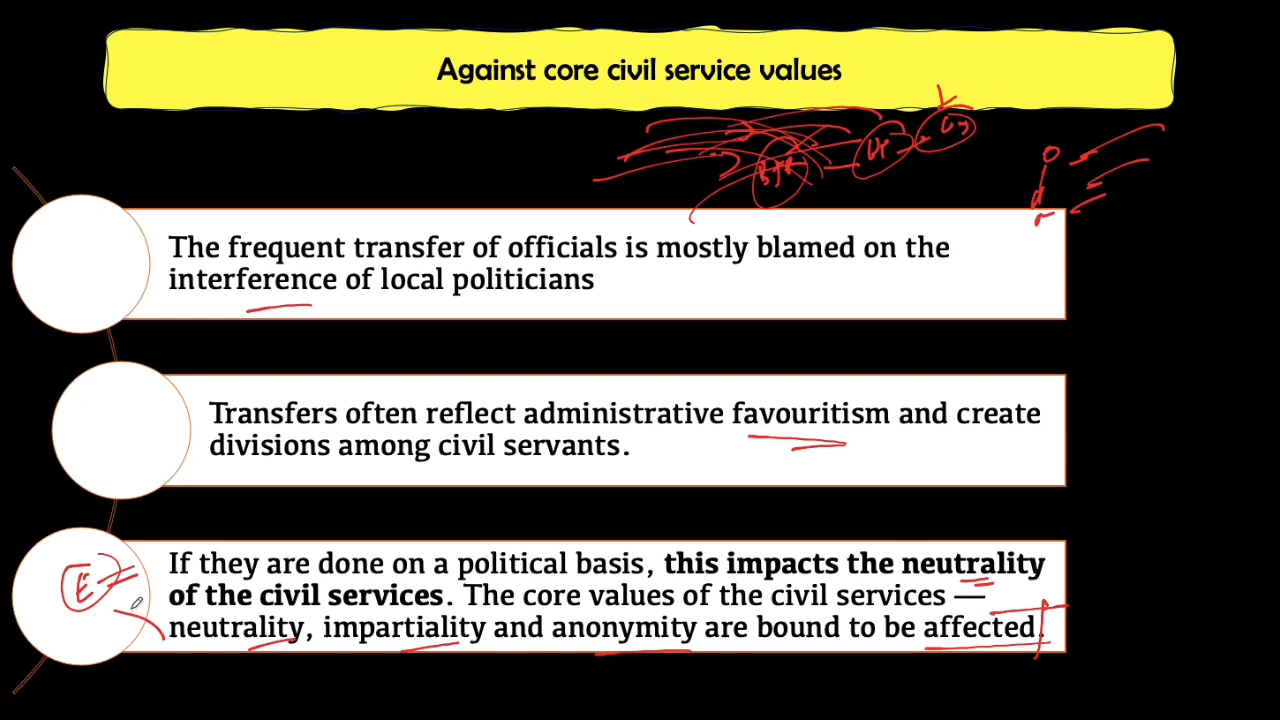 Against core civil service values
The frequent transfer of officials is mostly blamed on the
interference of local politicians
Transfers often reflect administrative favouritism and create
divisions among civil servants.
If they are done on a political basis, this impacts the neutrality
of the civil services. The core values of the civil services —
neutrality, impartiality and anonymity are bound to be affected.
E